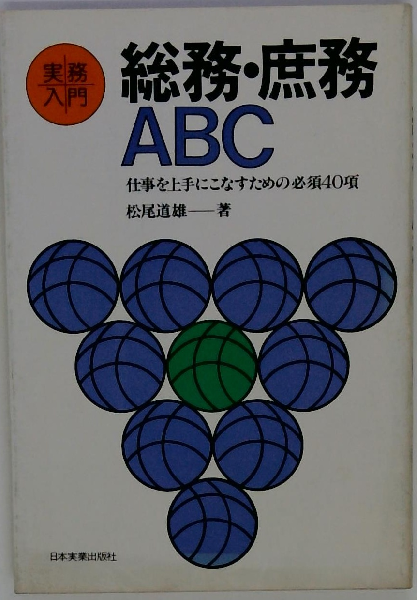 実務
入門
総務・庶務
ABC
仕事を上手にこなすための必須40項
松尾道雄——著
日本実業出版社